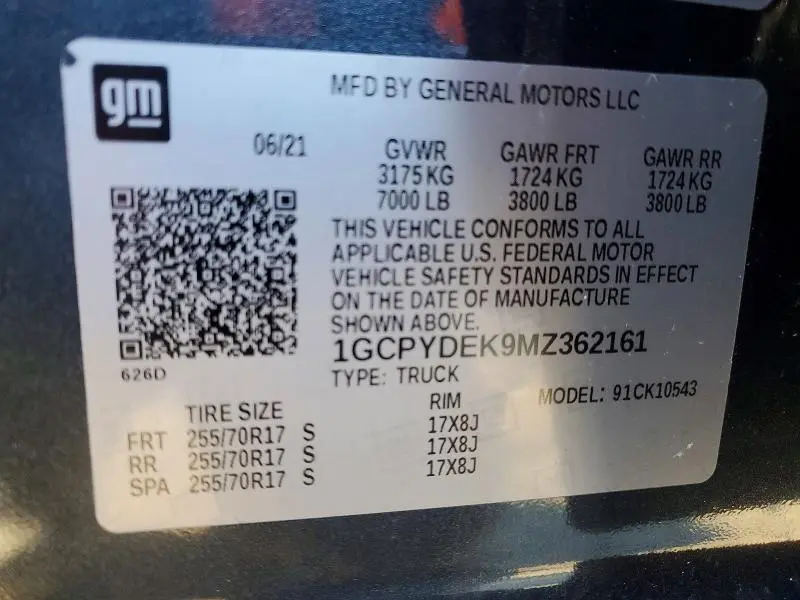 gm
MFD BY GENERAL MOTORS LLC
06/21 GVWR GAWR FRT GAWR RR
3175 KG 1724 KG 1724 KG
7000 LB 3800 LB 3800 LB
THIS VEHICLE CONFORMS TO ALL
APPLICABLE U.S. FEDERAL MOTOR
VEHICLE SAFETY STANDARDS IN EFFECT
ON THE DATE OF MANUFACTURE
SHOWN ABOVE.
1GCPYDEK9MZ362161
626D
TYPE: TRUCK
MODEL: 91CK10543
TIRE SIZE RIM
FRT 255/70R17 S 17X8J
RR 255/70R17 S 17X8J
SPA 255/70R17 S 17X8J